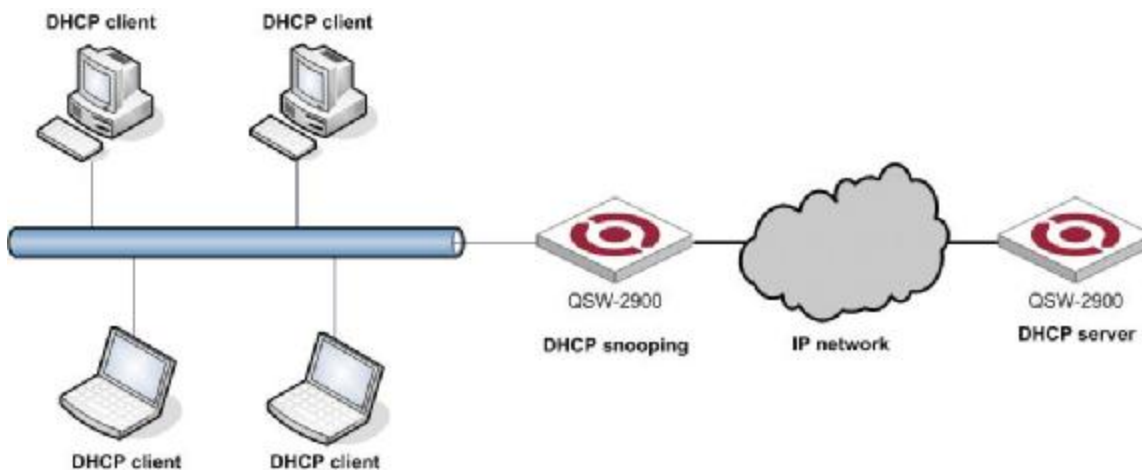 DHCP client
DHCP client
QSW-2900
QSW-2900
DHCP snooping
IP network
DHCP server
DHCP client
DHCP client